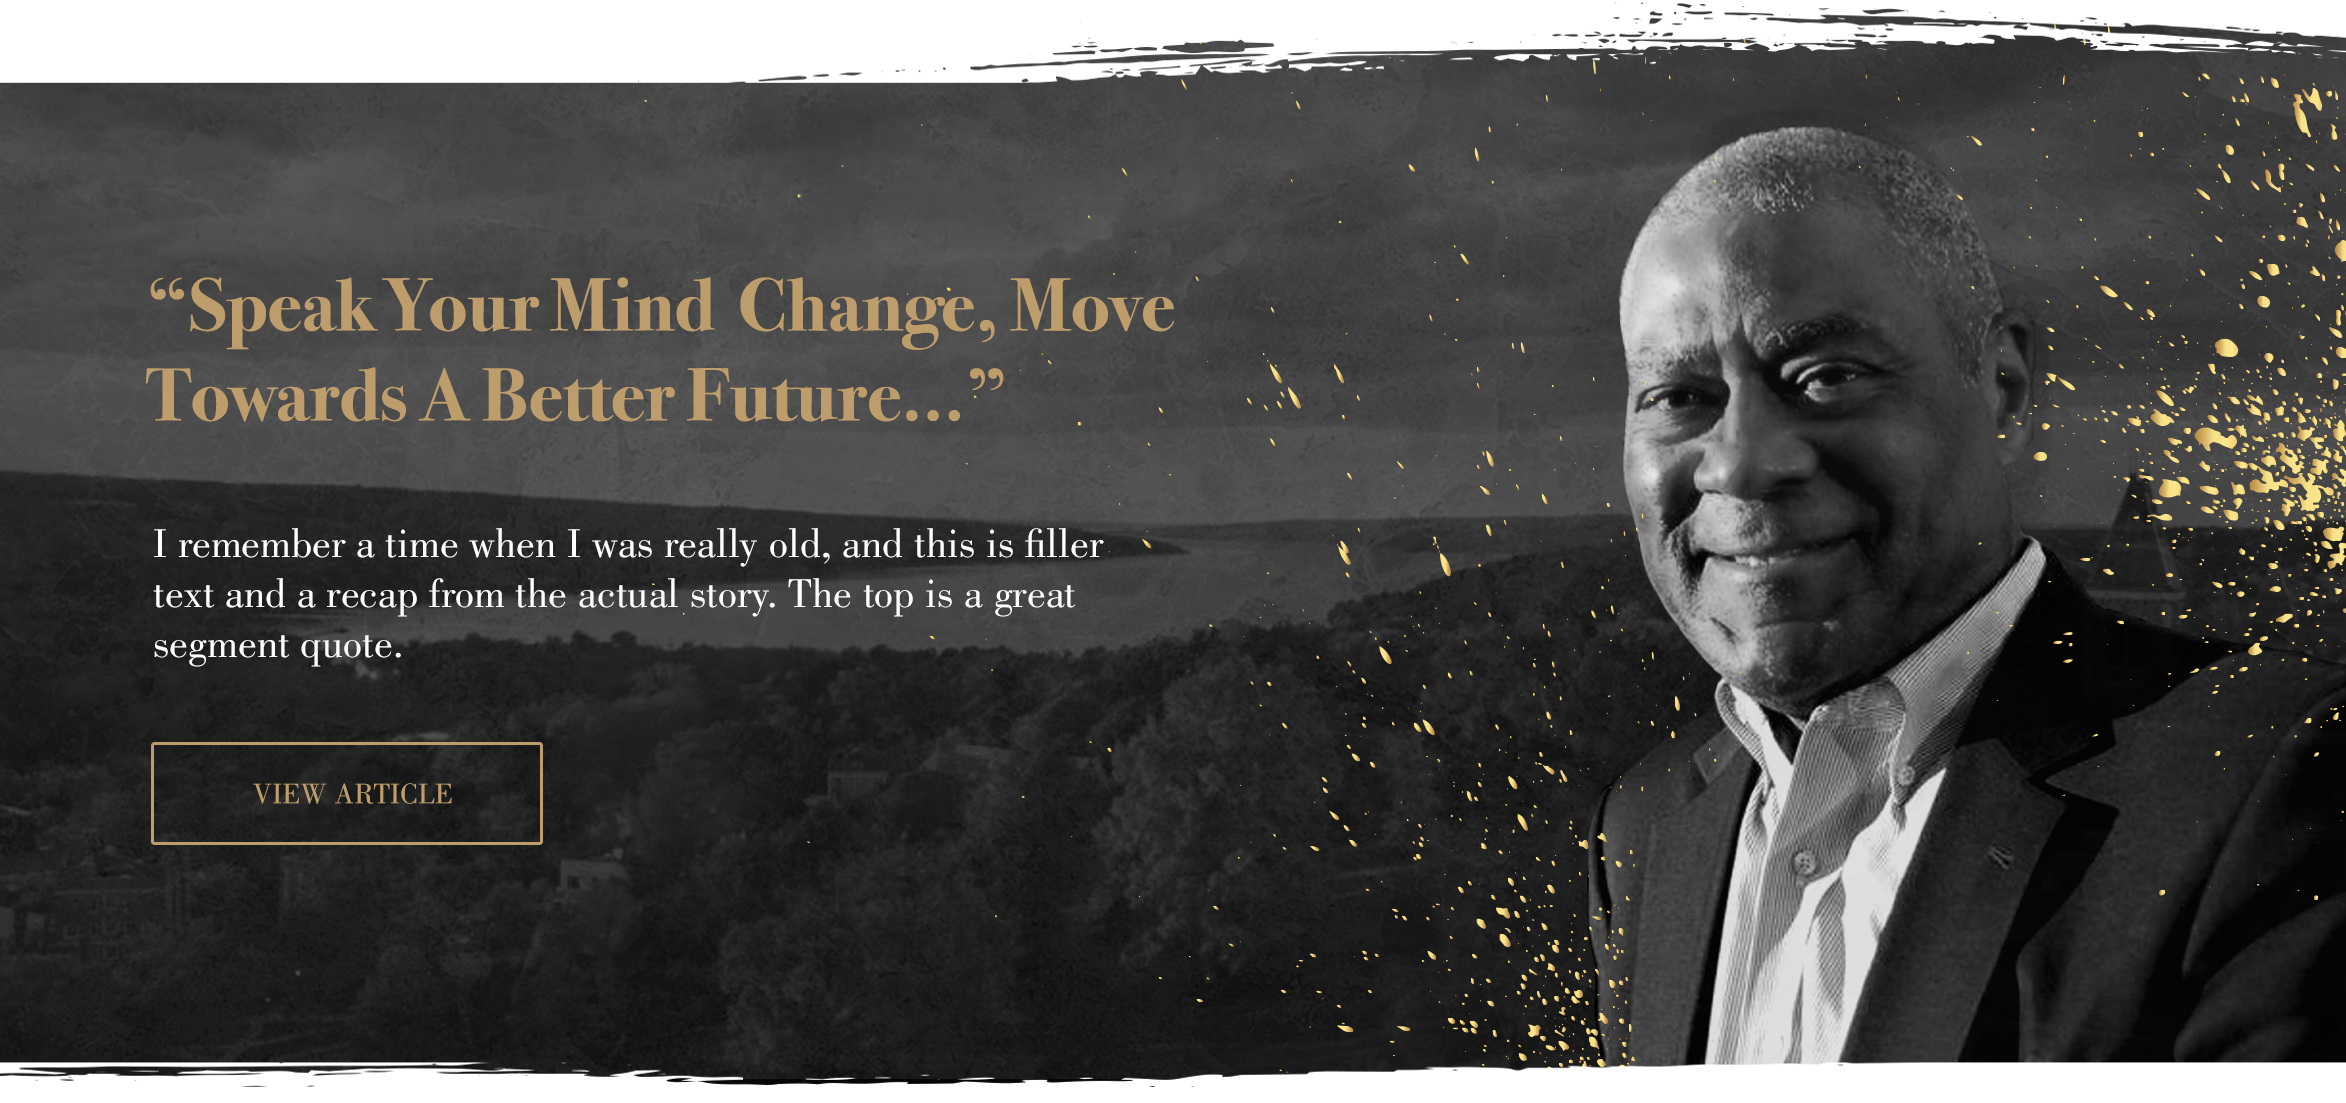 “Speak Your Mind Change, Move
Towards A Better Future...”
I remember a time when I was really old, and this is filler
text and a recap from the actual story. The top is a great
segment quote.
VIEW ARTICLE